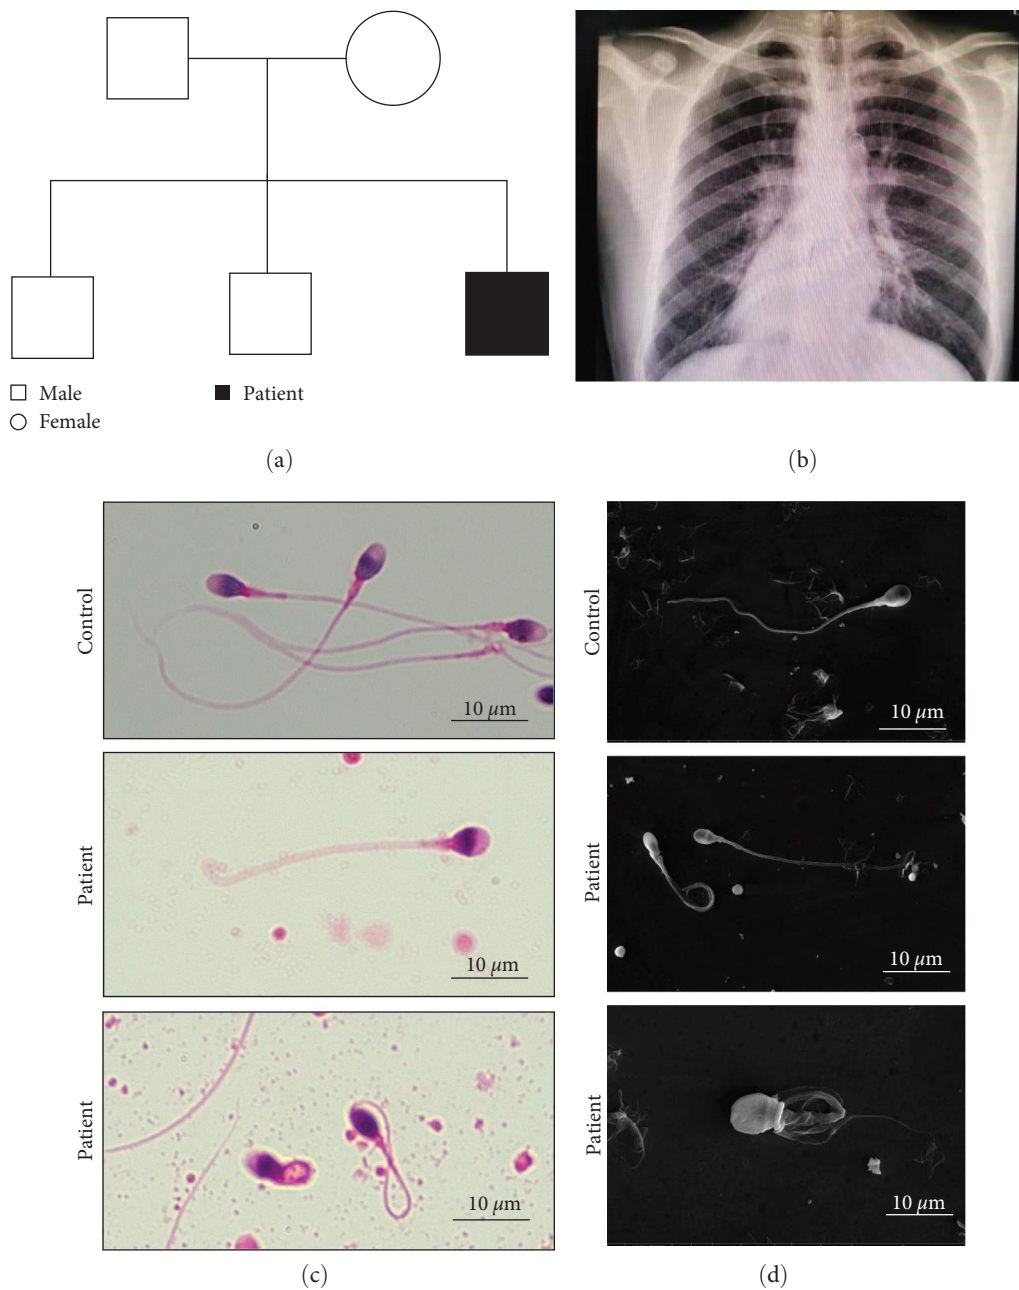 Male
Patient
Female
(a)
(b)
Control
10 μm
Control
10 μm
Patient
10 μm
Patient
10 μm
Patient
10 μm
Patient
10 μm
(c)
(d)